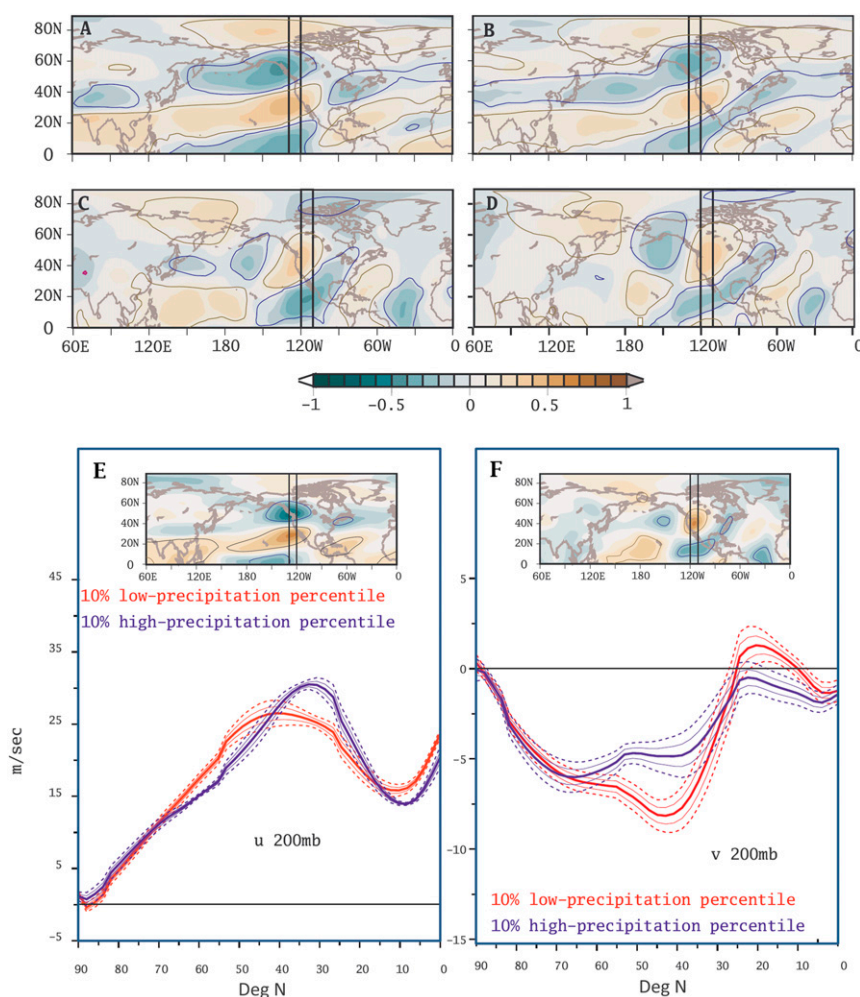 A
B
80N
60N
40N
20N
0
C
D
80N
60N
40N
20N
0
60E 120E 180 120W 60W 0
60E 120E 180 120W 60W 0
-1 -0.5 0 0.5 1
E
F
80N
60N
40N
20N
0
60E 120E 180 120W 60W 0
80N
60N
40N
20N
0
60E 120E 180 120W 60W 0
10% low-precipitation percentile
10% high-precipitation percentile
45
35
25
15
5
-5
m/sec
u 200mb
90 80 70 60 50 40 30 20 10 0
Deg N
5
0
-5
-10
-15
v 200mb
10% low-precipitation percentile
10% high-precipitation percentile
90 80 70 60 50 40 30 20 10 0
Deg N